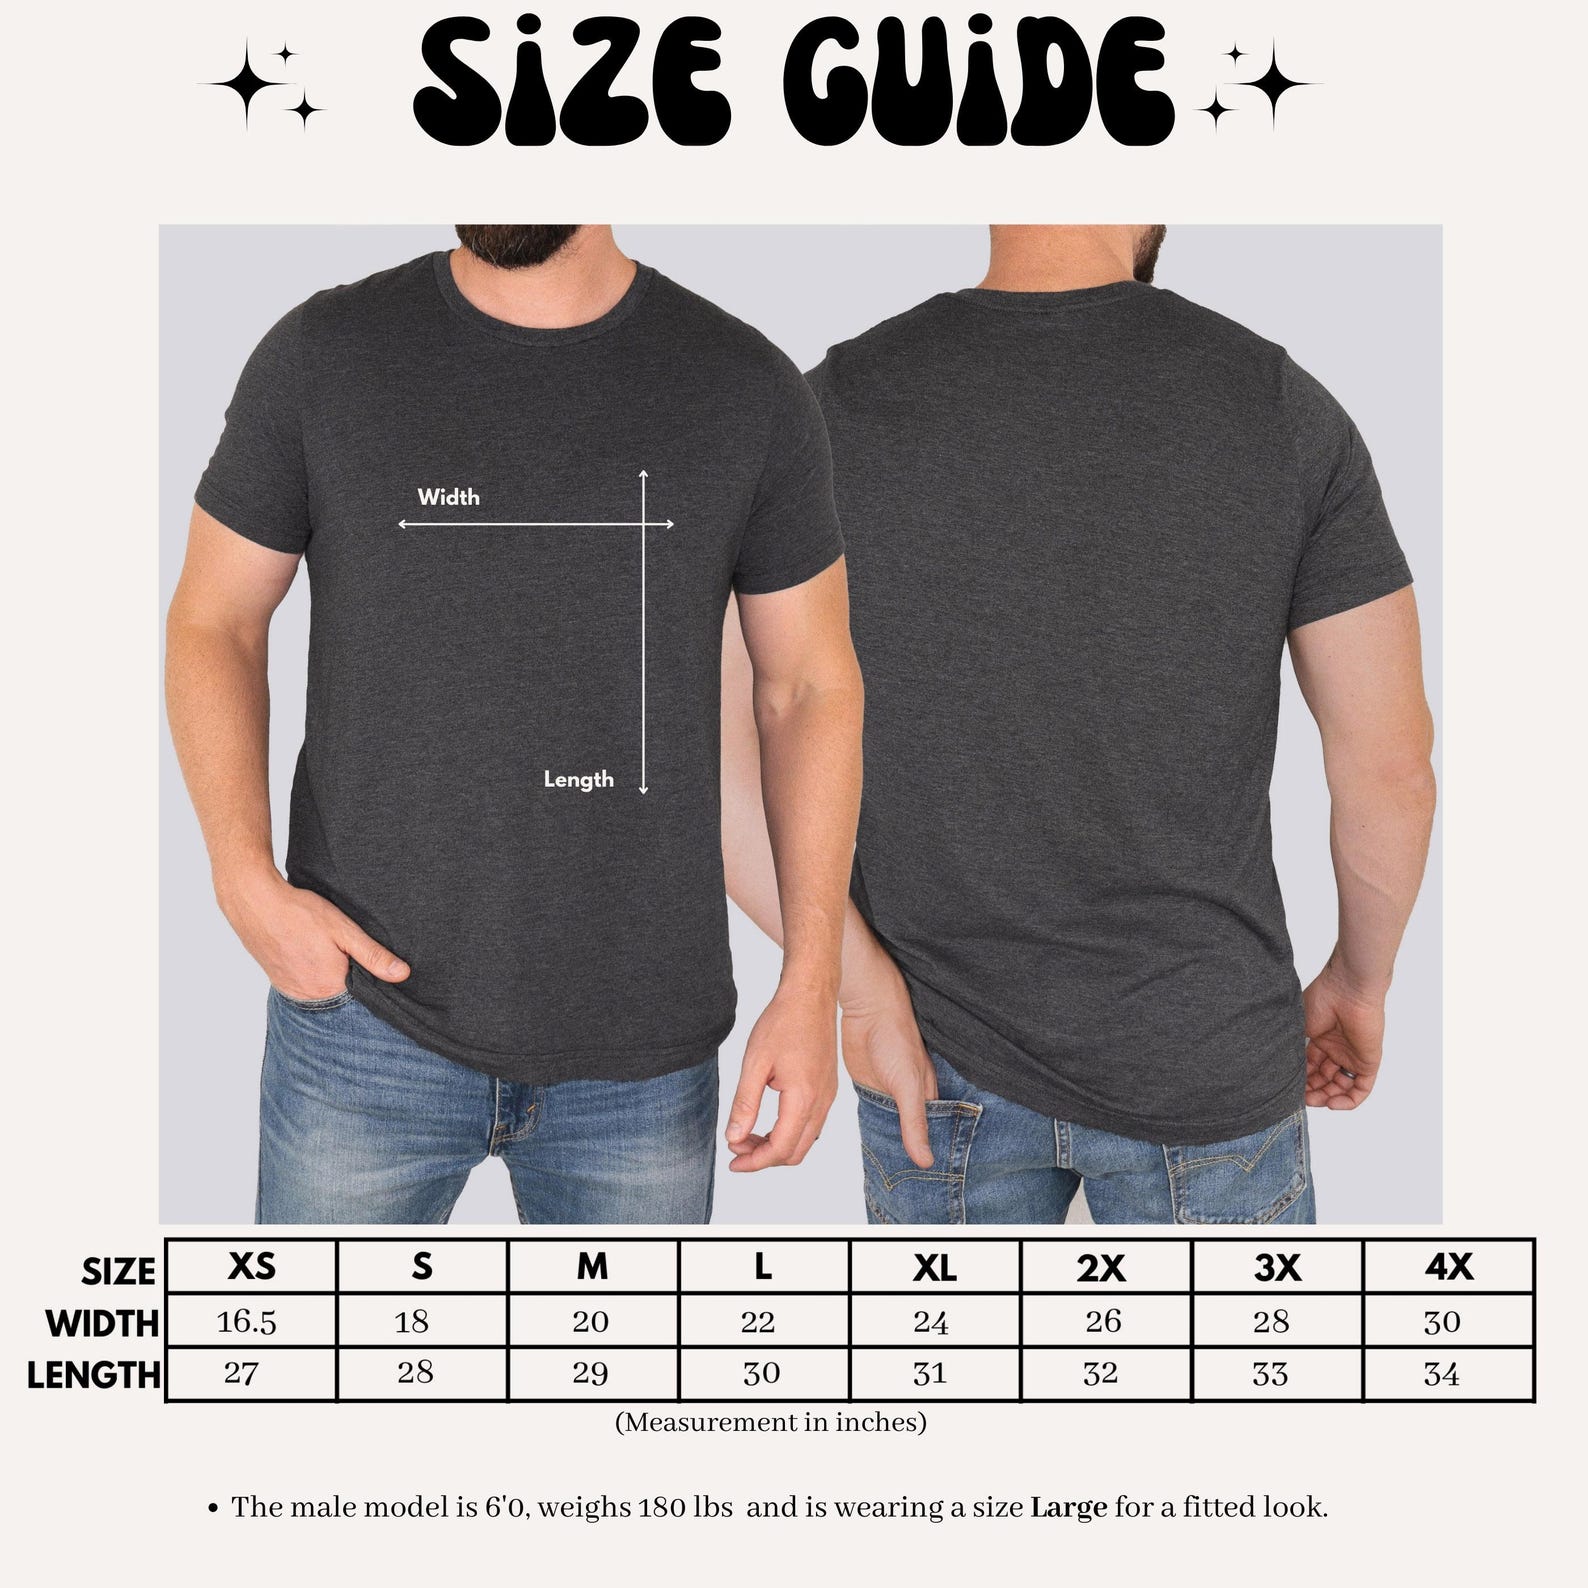 SiZE GUiDE
Width
Length
SIZE XS S M L XL 2X 3X 4X
WIDTH 16.5 18 20 22 24 26 28 30
LENGTH 27 28 29 30 31 32 33 34
(Measurement in inches)
• The male model is 6'0, weighs 180 lbs and is wearing a size Large for a fitted look.